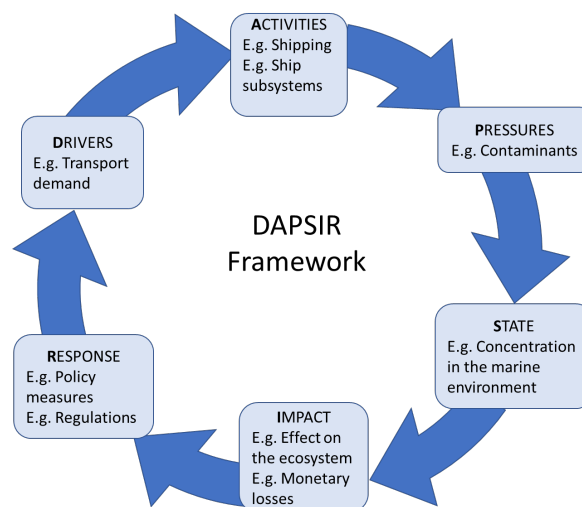 ACTIVITIES
E.g. Shipping
E.g. Ship
subsystems
PRESSURES
E.g. Contaminants
DRIVERS
E.g. Transport
demand
DAPSIR
Framework
STATE
E.g. Concentration
in the marine
environment
RESPONSE
E.g. Policy
measures
E.g. Regulations
IMPACT
E.g. Effect on
the ecosystem
E.g. Monetary
losses